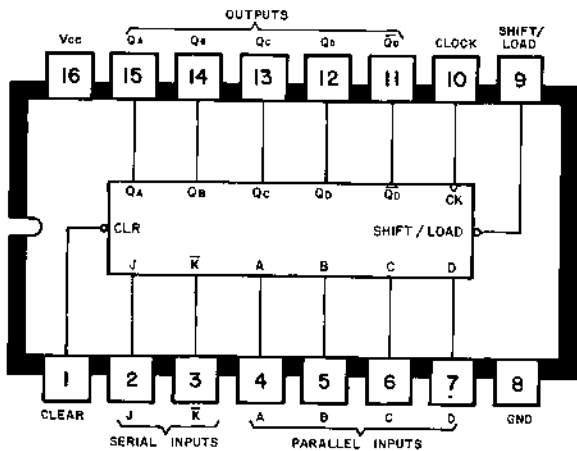 OUTPUTS
Vcc QA QB QC QD Q̅D̅ CLOCK SHIFT/
LOAD
16 15 14 13 12 11 10 9
QA QB QC QD Q̅D̅ CK
CLR SHIFT / LOAD
J K̅ A B C D
1 2 3 4 5 6 7 8
CLEAR J K̅ A B C D GND
SERIAL INPUTS PARALLEL INPUTS